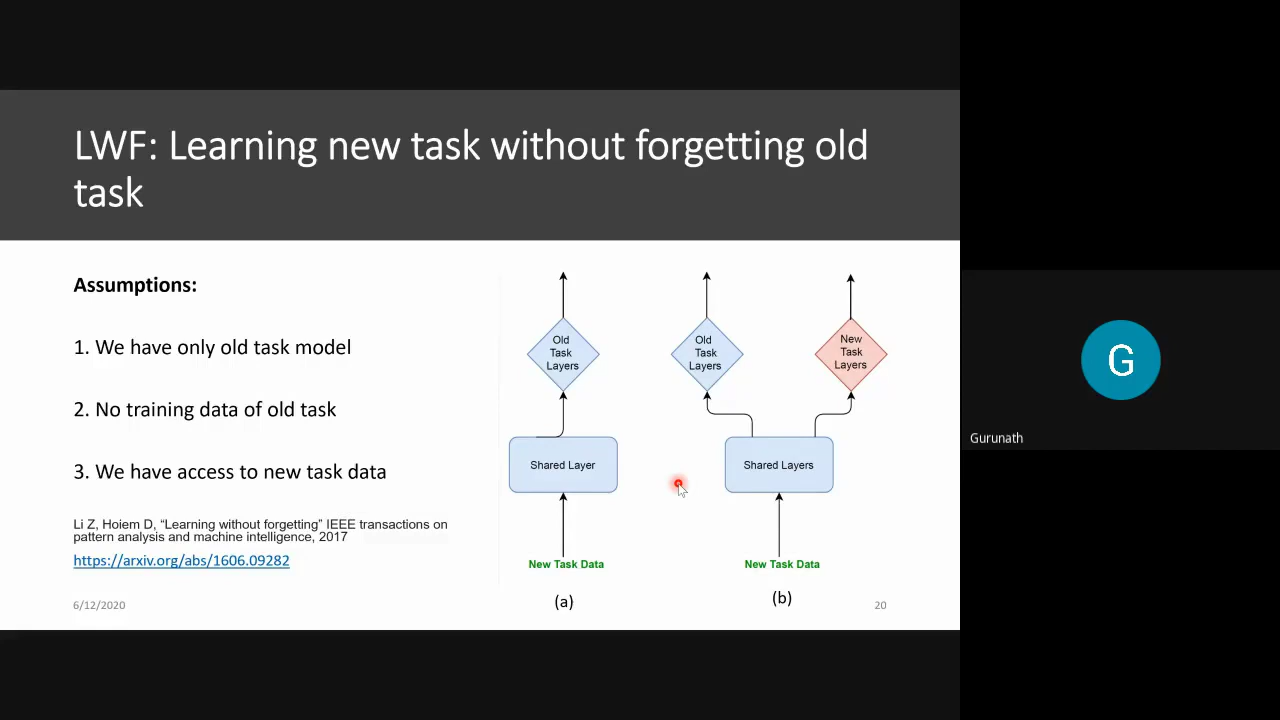 LWF: Learning new task without forgetting old
task
Assumptions:
1. We have only old task model
2. No training data of old task
3. We have access to new task data
Li Z, Hoiem D, “Learning without forgetting” IEEE transactions on
pattern analysis and machine intelligence, 2017
https://arxiv.org/abs/1606.09282
6/12/2020
Old
Task
Layers
Shared Layer
New Task Data
(a)
Old
Task
Layers
New
Task
Layers
Shared Layers
New Task Data
(b)
20
G
Gurunath